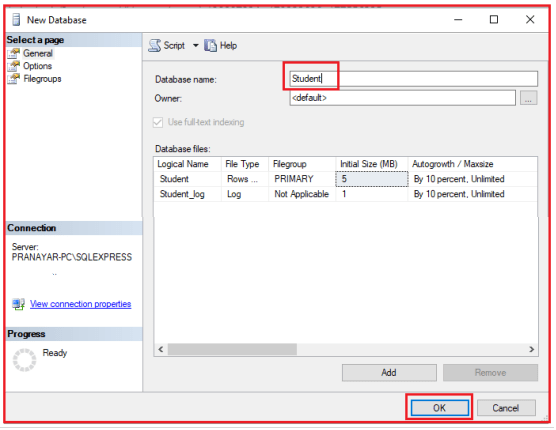 New Database
Select a page
General
Options
Filegroups
Script
Help
Database name:
Student
Owner:
<default>
...
Use full-text indexing
Database files:
Logical Name File Type Filegroup Initial Size (MB) Autogrowth / Maxsize
Student Rows ... PRIMARY 5 By 10 percent, Unlimited
Student_log Log Not Applicable 1 By 10 percent, Unlimited
Connection
Server:
PRANAYAR-PC\SQLEXPRESS
View connection properties
Progress
Ready
Add
Remove
OK
Cancel